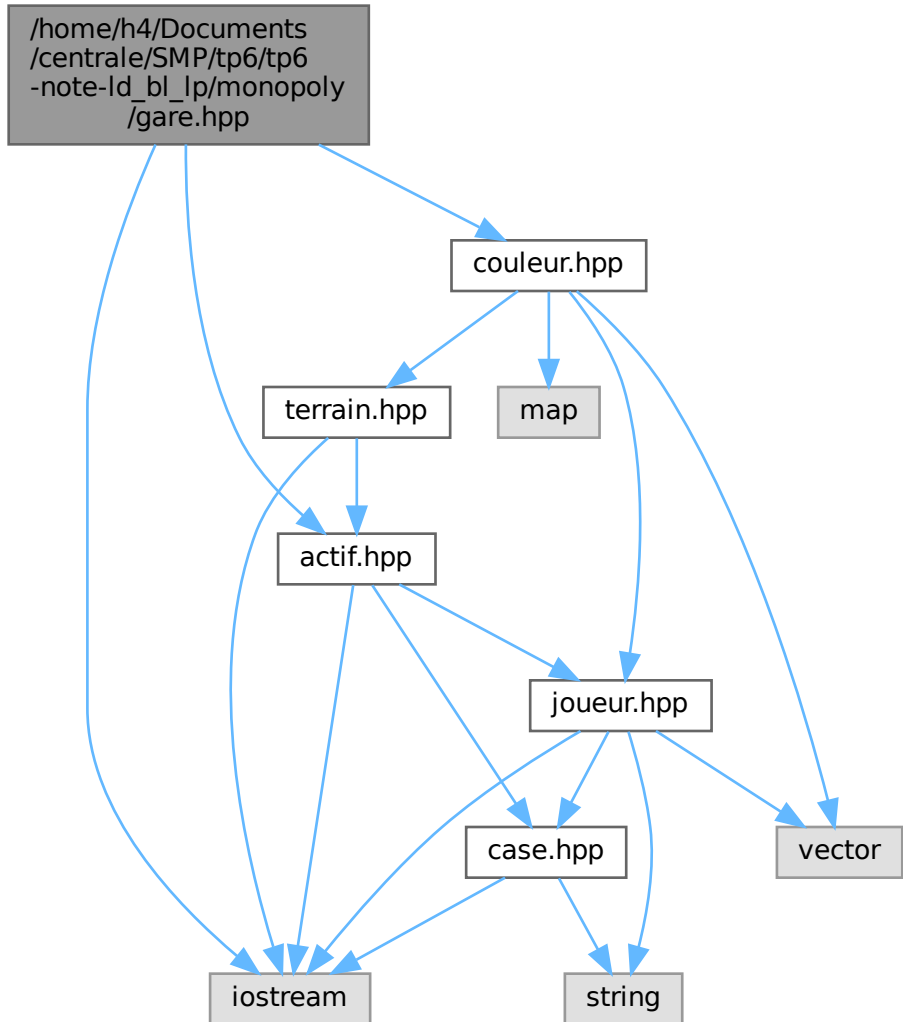 /home/h4/Documents
/centrale/SMP/tp6/tp6
-note-ld_bl_lp/monopoly
/gare.hpp
couleur.hpp
terrain.hpp
map
actif.hpp
joueur.hpp
case.hpp
vector
iostream
string